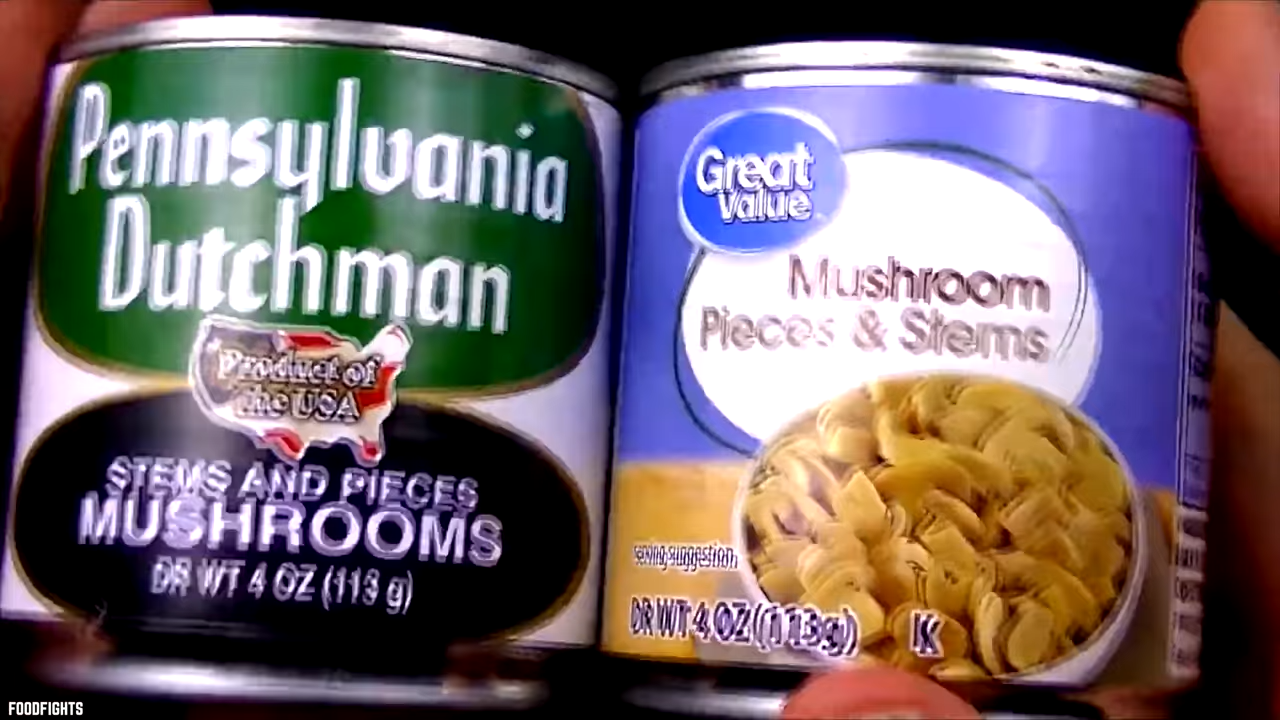 Pennsylvania
Dutchman
Product of
the USA
STEMS AND PIECES
MUSHROOMS
DR WT 4 OZ (113 g)
Great
Value
Mushroom
Pieces & Stems
serving suggestion
DR WT 4 OZ (113g)
K
FOODFIGHTS